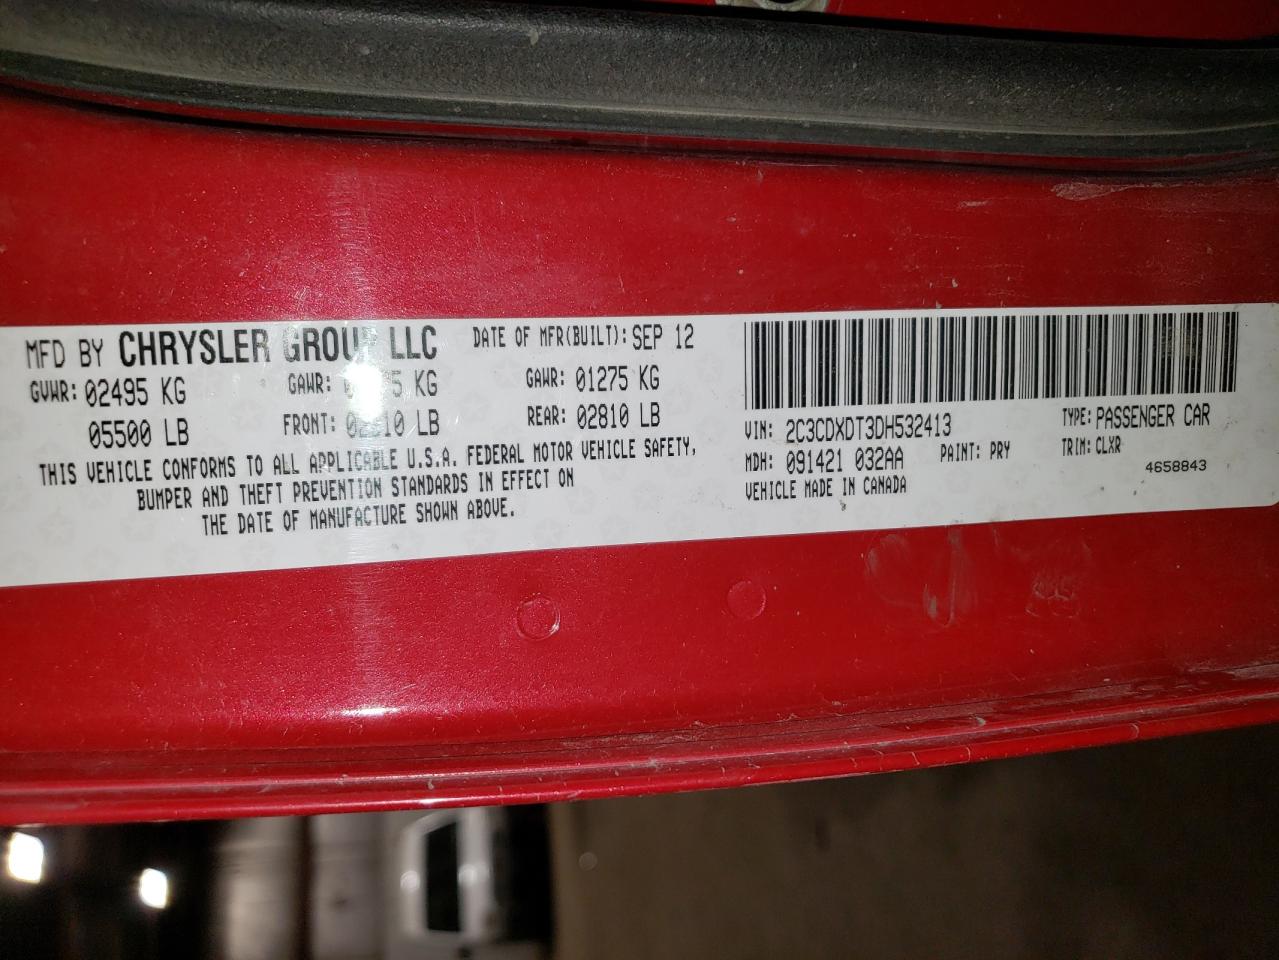 MFD BY CHRYSLER GROUP LLC DATE OF MFR(BUILT): SEP 12
GVWR: 02495 KG GAWR: KG GAWR: 01275 KG
05500 LB FRONT: LB REAR: 02810 LB
THIS VEHICLE CONFORMS TO ALL APPLICABLE U.S.A. FEDERAL MOTOR VEHICLE SAFETY,
BUMPER AND THEFT PREVENTION STANDARDS IN EFFECT ON
THE DATE OF MANUFACTURE SHOWN ABOVE.
VIN: 2C3CDXDT3DH532413 TYPE: PASSENGER CAR
MDH: 091421 032AA PAINT: PRY TRIM: CLXR
VEHICLE MADE IN CANADA 4658843